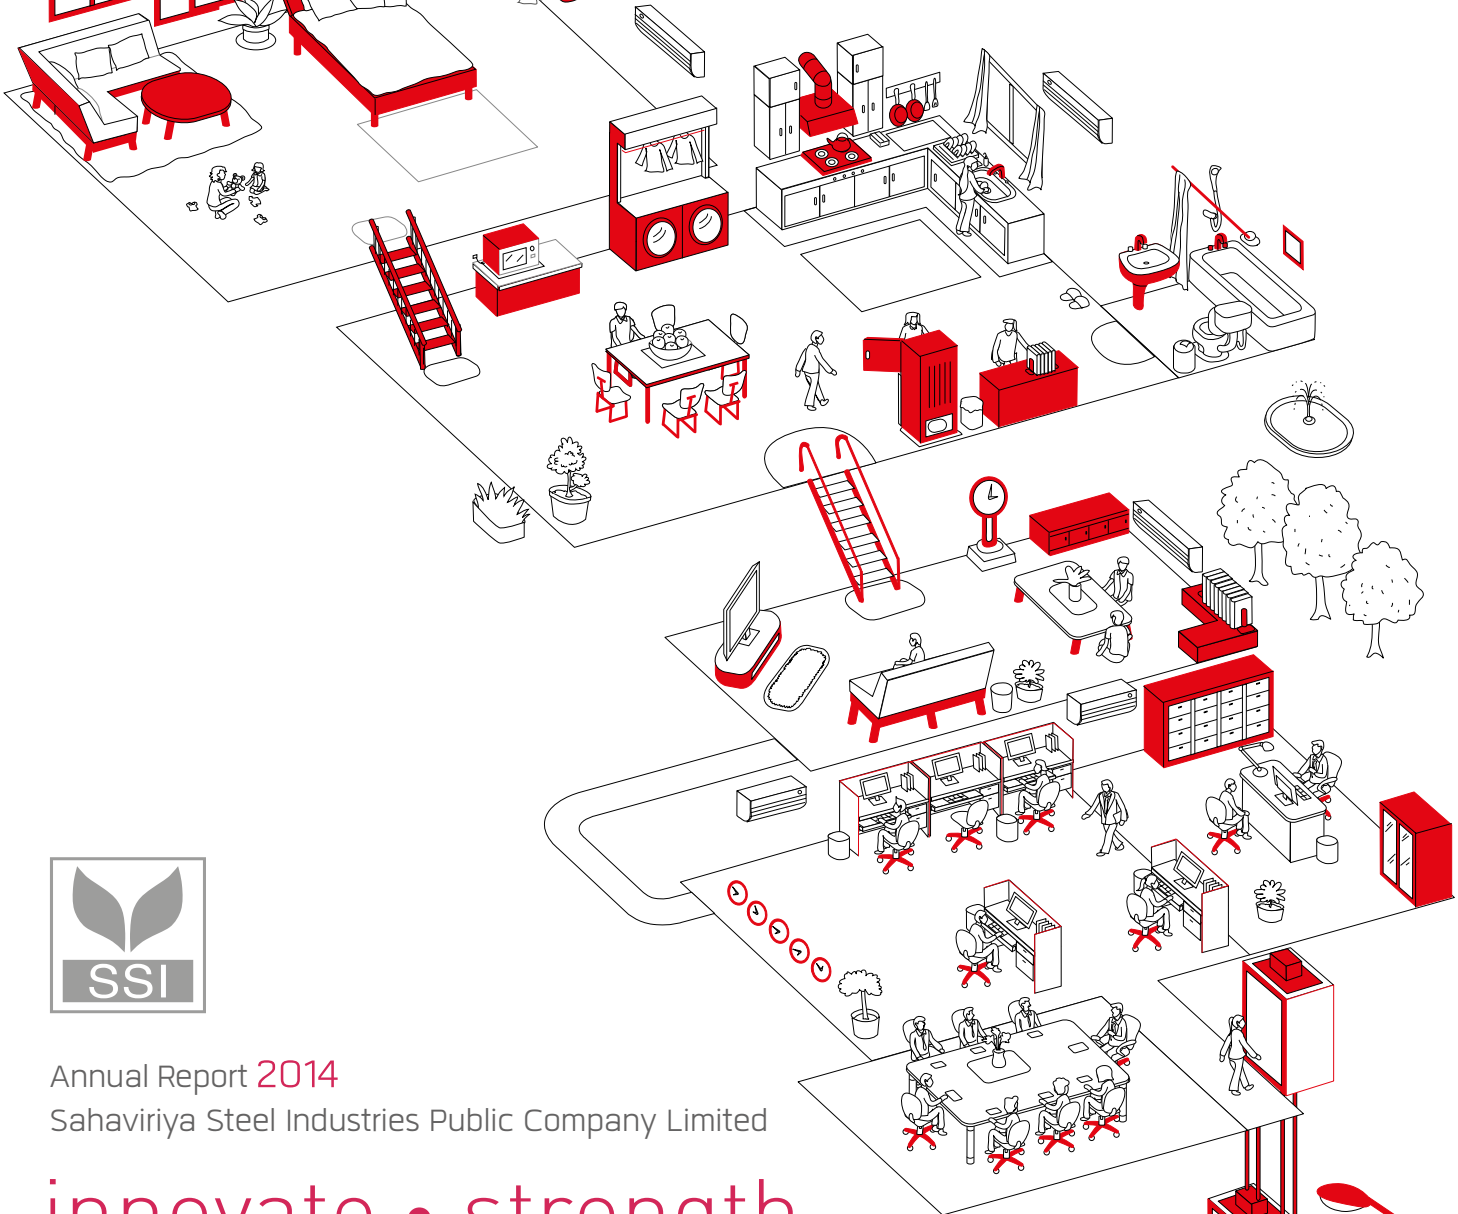 SSI
Annual Report 2014
Sahaviriya Steel Industries Public Company Limited
innovate • strength